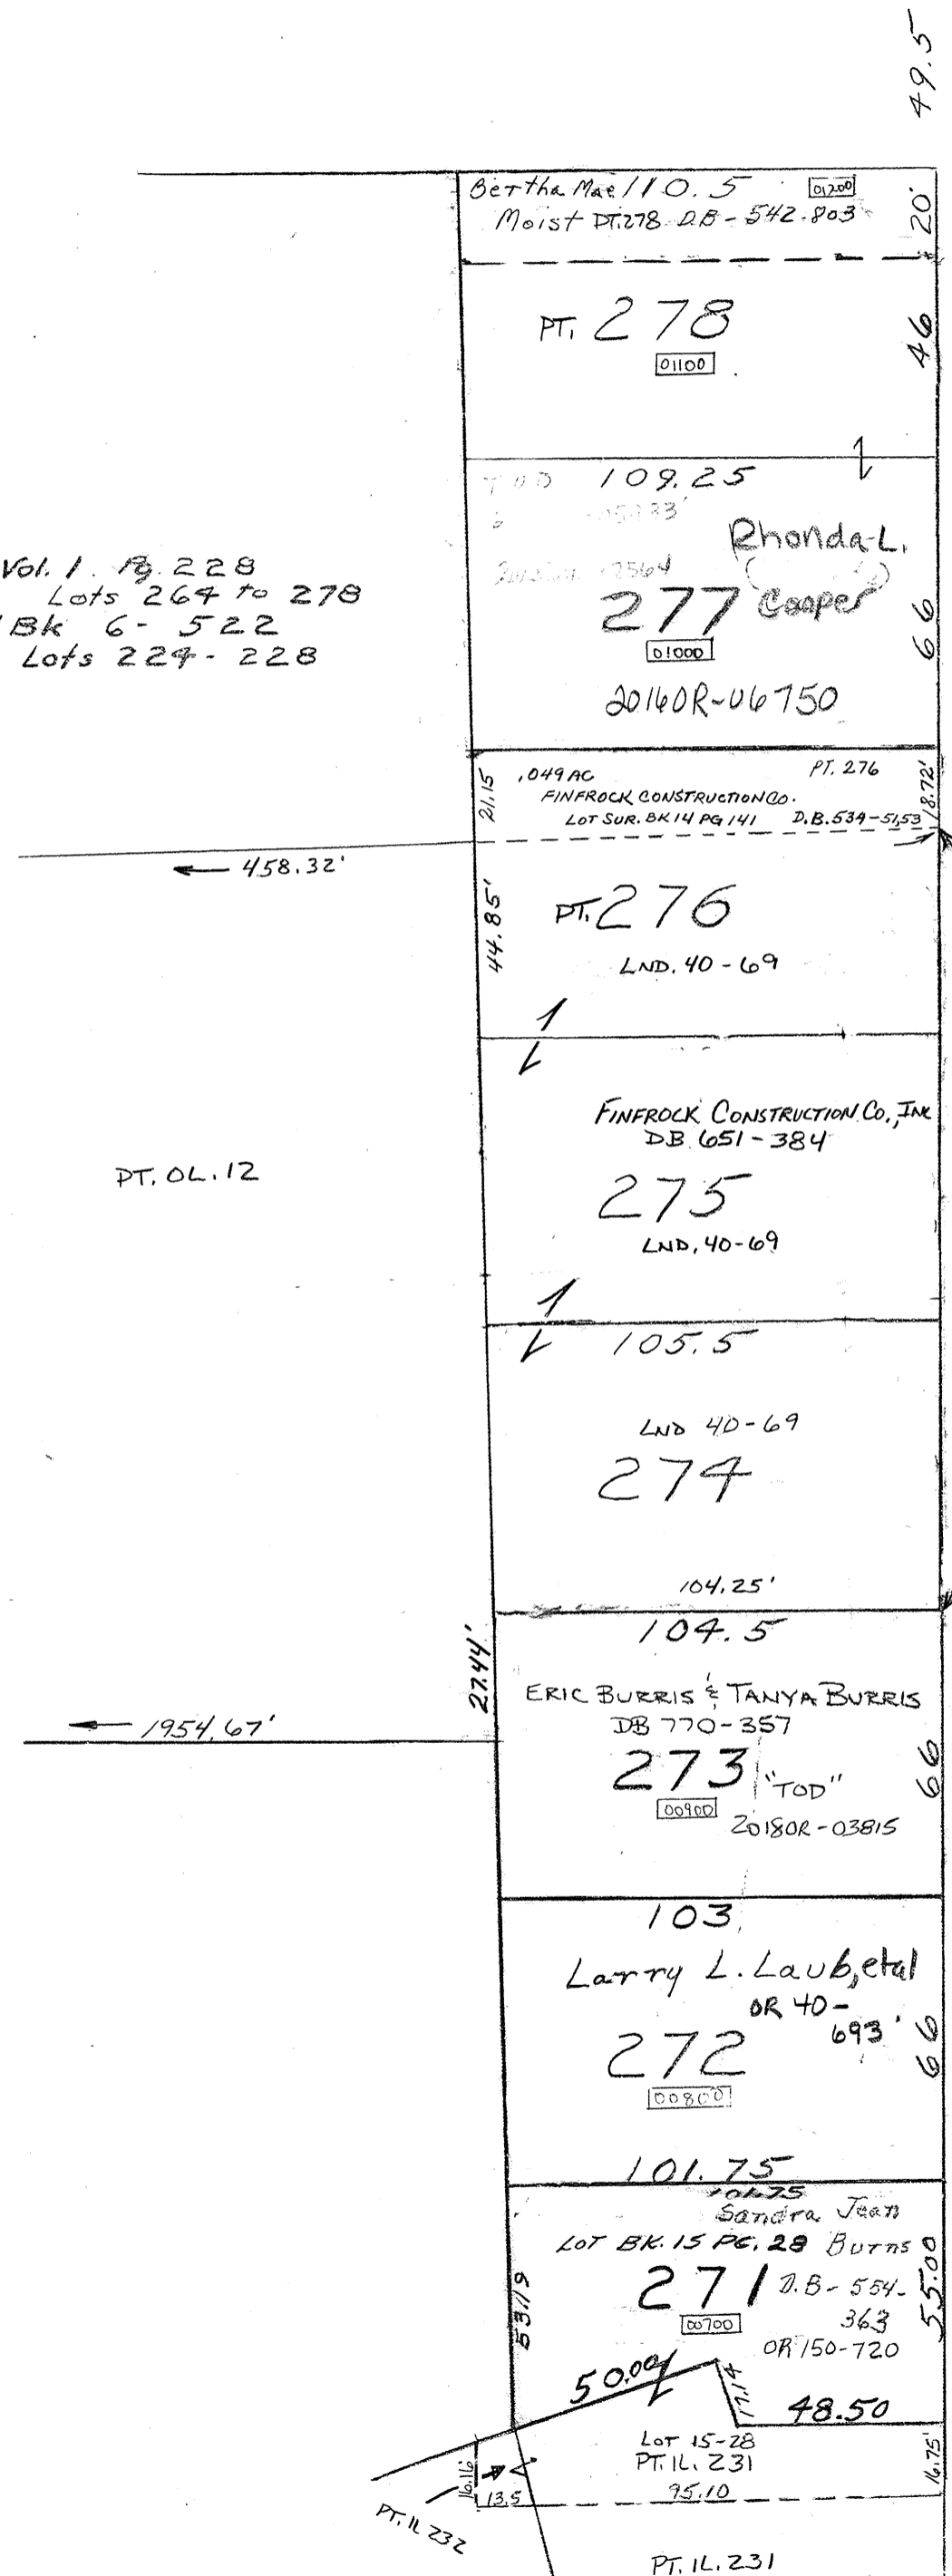 49.5
Bertha Mae 110.5 01200
Moist PT.278 D.B-542-803
20'
PT. 278
01100
46
109.25
Rhonda L.
Cooper
277
01000
66
20160R-06750
Vol. 1 Pg. 228
Lots 264 to 278
Bk 6- 522
Lots 224-228
21.15
.049 AC PT. 276
FINFROCK CONSTRUCTION CO.
LOT SUR. BK 14 PG 141 D.B. 534-51,53
18.72'
458.32'
44.85'
PT. 276
LND. 40-69
FINFROCK CONSTRUCTION CO., INC
DB 651-384
275
LND. 40-69
PT. OL. 12
105.5
LND 40-69
274
104.25'
104.5
27.44'
ERIC BURRIS & TANYA BURRIS
DB 770-357
273 "TOD"
00900
20180R-03815
66
1954.67'
103
Larry L. Laub, etal
OR 40-
693
272
00800
66
101.75
101.75
Sandra Jean
LOT BK. 15 PG. 28 Burns
271 D.B-554-
363
00700
OR 150-720
55.00
53.19
50.00
17.14
48.50
LOT 15-28
PT. IL. 231
95.10
16.75'
16.16'
13.5
PT. IL 232
PT. IL. 231